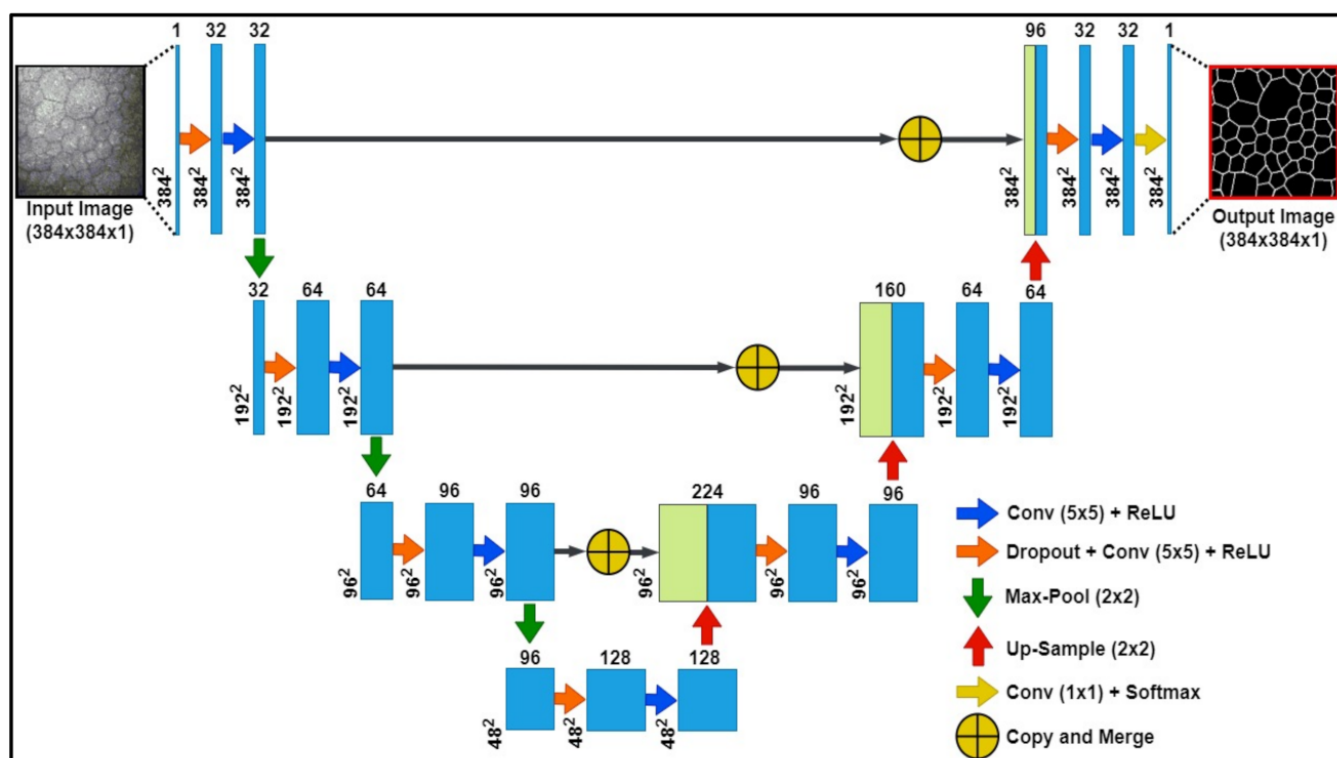 1 32 32 96 32 32 1
384² 384² 384² 384² 384² 384² 384²
Input Image
(384x384x1)
Output Image
(384x384x1)
32 64 64 160 64 64
192² 192² 192² 192² 192² 192²
64 96 96 224 96 96
96² 96² 96² 96² 96² 96²
96 128 128
48² 48² 48²
Conv (5x5) + ReLU
Dropout + Conv (5x5) + ReLU
Max-Pool (2x2)
Up-Sample (2x2)
Conv (1x1) + Softmax
Copy and Merge